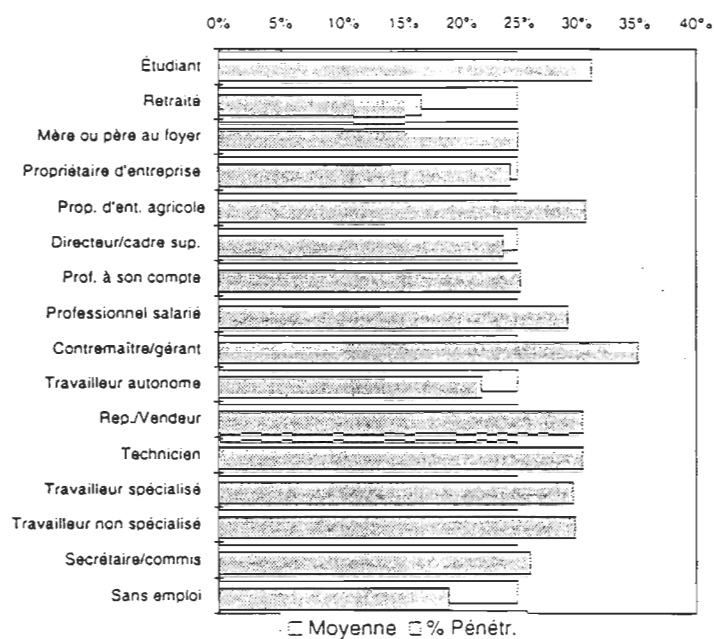 0% 5% 10% 15% 20% 25% 30% 35% 40%
Étudiant
Retraité
Mère ou père au foyer
Propriétaire d'entreprise
Prop. d'ent. agricole
Directeur/cadre sup.
Prof. à son compte
Professionnel salarié
Contremaître/gérant
Travailleur autonome
Rep./Vendeur
Technicien
Travailleur spécialisé
Travailleur non spécialisé
Secrétaire/commis
Sans emploi
Moyenne % Pénétr.